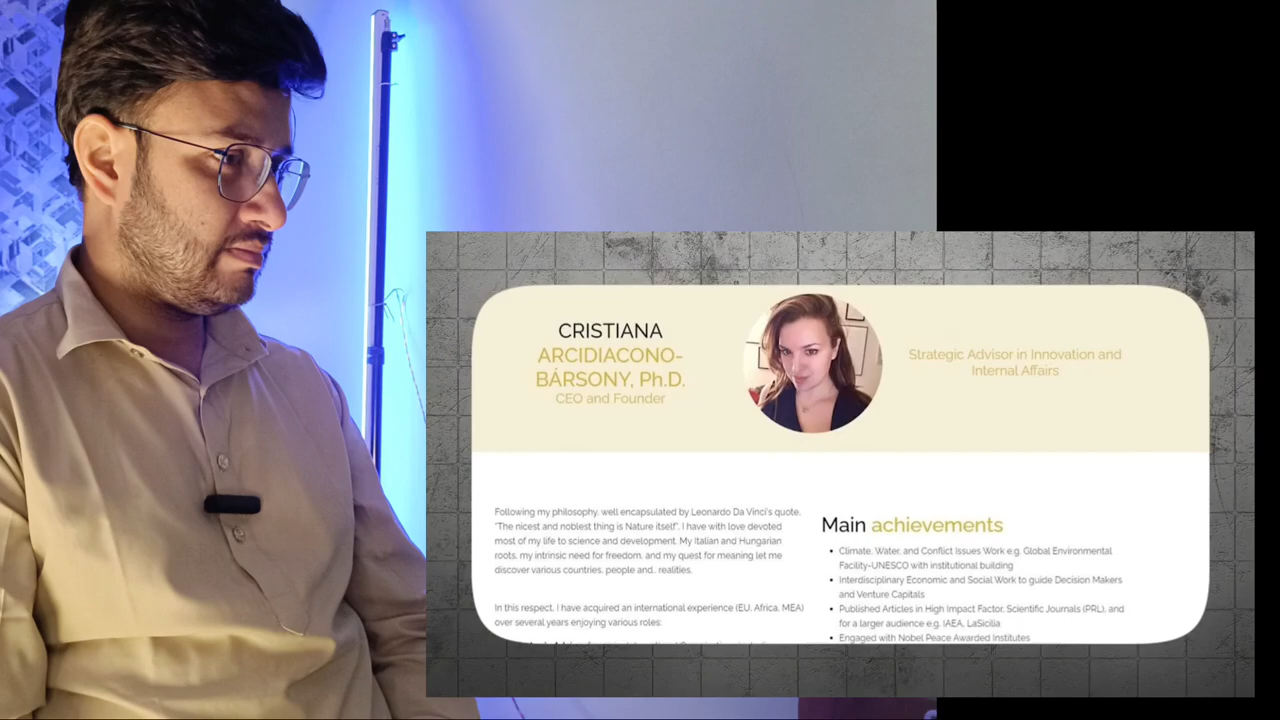 CRISTIANA
ARCIDIACONO-
BÁRSONY, Ph.D.
CEO and Founder
Strategic Advisor in Innovation and
Internal Affairs
Following my philosophy, well encapsulated by Leonardo Da Vinci's quote,
"The nicest and noblest thing is Nature itself", I have with love devoted
most of my life to science and development. My Italian and Hungarian
roots, my intrinsic need for freedom, and my quest for meaning let me
discover various countries, people and.. realities.
In this respect, I have acquired an international experience (EU, Africa, MEA)
over several years enjoying various roles:
Main achievements
Climate, Water, and Conflict Issues Work e.g. Global Environmental
Facility-UNESCO with institutional building
Interdisciplinary Economic and Social Work to guide Decision Makers
and Venture Capitals
Published Articles in High Impact Factor, Scientific Journals (PRL), and
for a larger audience e.g. IAEA, LaSicilia
Engaged with Nobel Peace Awarded Institutes